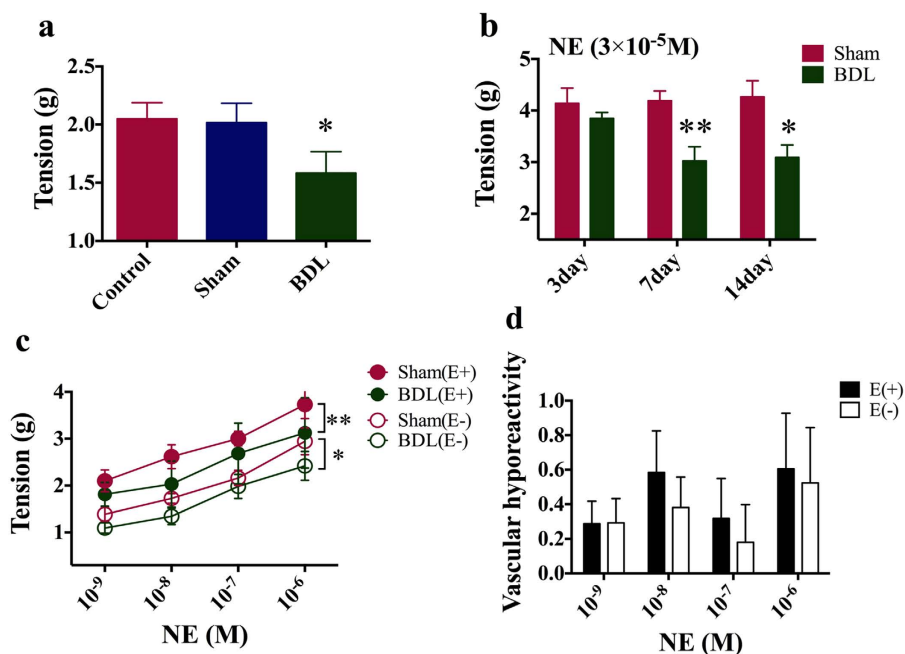 a
Tension (g)
2.5
2.0
1.5
1.0
*
Control
Sham
BDL
b
NE (3×10⁻⁵M)
Sham
BDL
Tension (g)
5
4
3
2
**
*
3day
7day
14day
c
Sham(E+)
BDL(E+)
Sham(E-)
BDL(E-)
Tension (g)
4
3
2
1
**
*
10⁻⁹
10⁻⁸
10⁻⁷
10⁻⁶
NE (M)
d
E(+)
E(-)
Vascular hyporeactivity
1.0
0.8
0.6
0.4
0.2
0.0
10⁻⁹
10⁻⁸
10⁻⁷
10⁻⁶
NE (M)